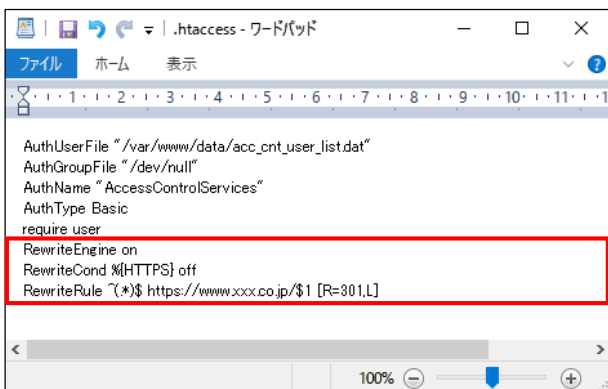 .htaccess - ワードパッド
ファイル ホーム 表示
1 2 3 4 5 6 7 8 9 10 11 1
AuthUserFile "/var/www/data/acc_cnt_user_list.dat"
AuthGroupFile "/dev/null"
AuthName "AccessControlServices"
AuthType Basic
require user
RewriteEngine on
RewriteCond %{HTTPS} off
RewriteRule ^(.*)$ https://www.xxx.co.jp/$1 [R=301,L]
100%